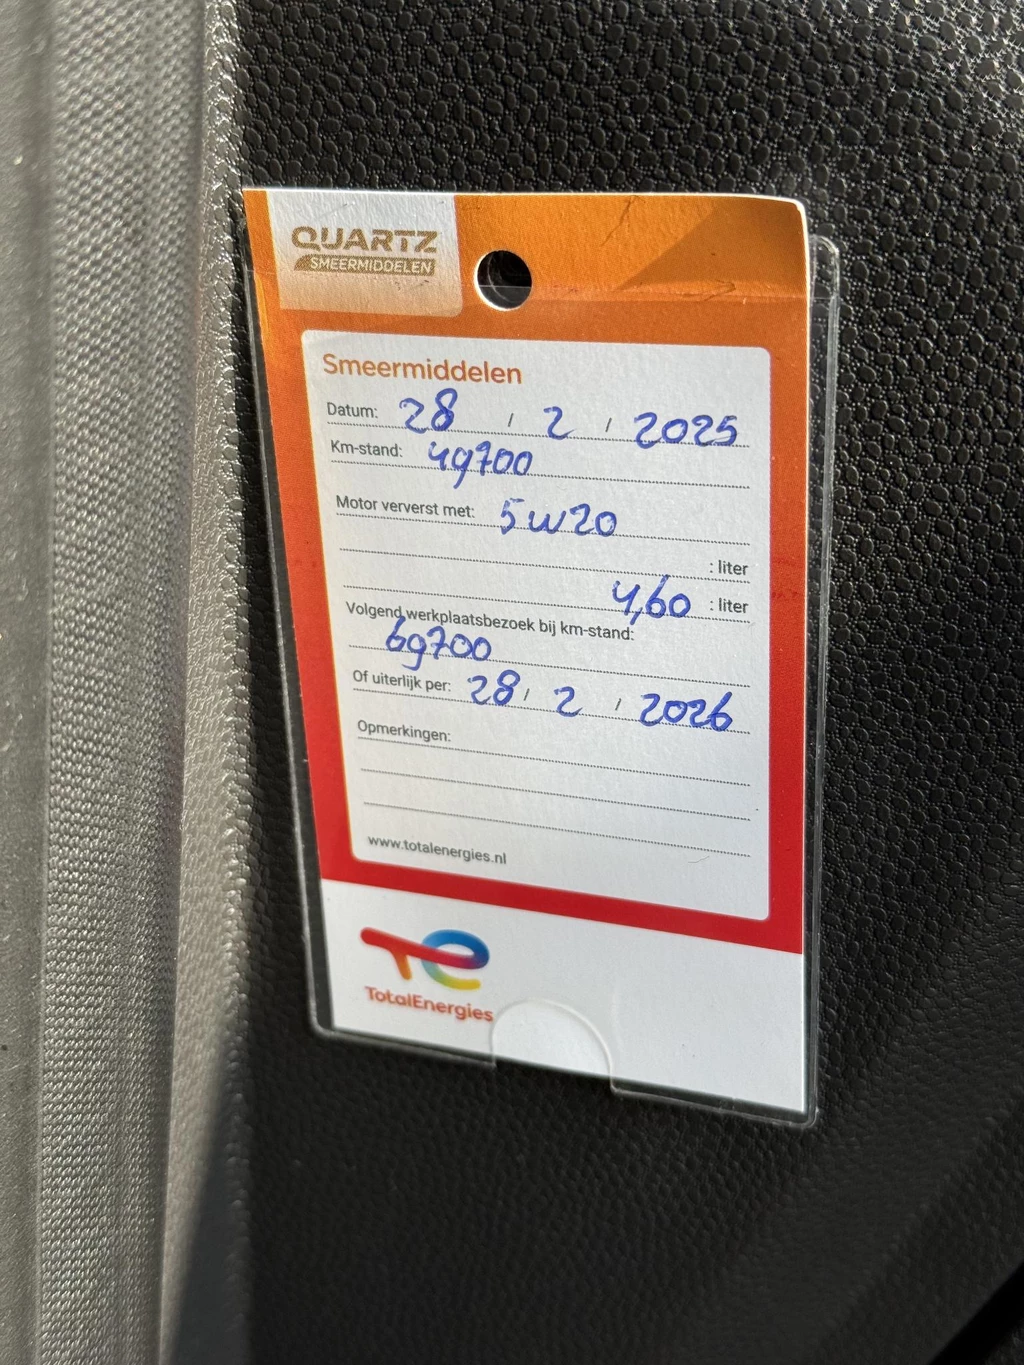 QUARTZ
SMEERMIDDELEN
Smeermiddelen
Datum: 28 / 2 / 2025
Km-stand: 49700
Motor ververst met: 5w20
: liter
4,60 : liter
Volgend werkplaatsbezoek bij km-stand:
69700
Of uiterlijk per: 28 / 2 / 2026
Opmerkingen:
www.totalenergies.nl
TotalEnergies